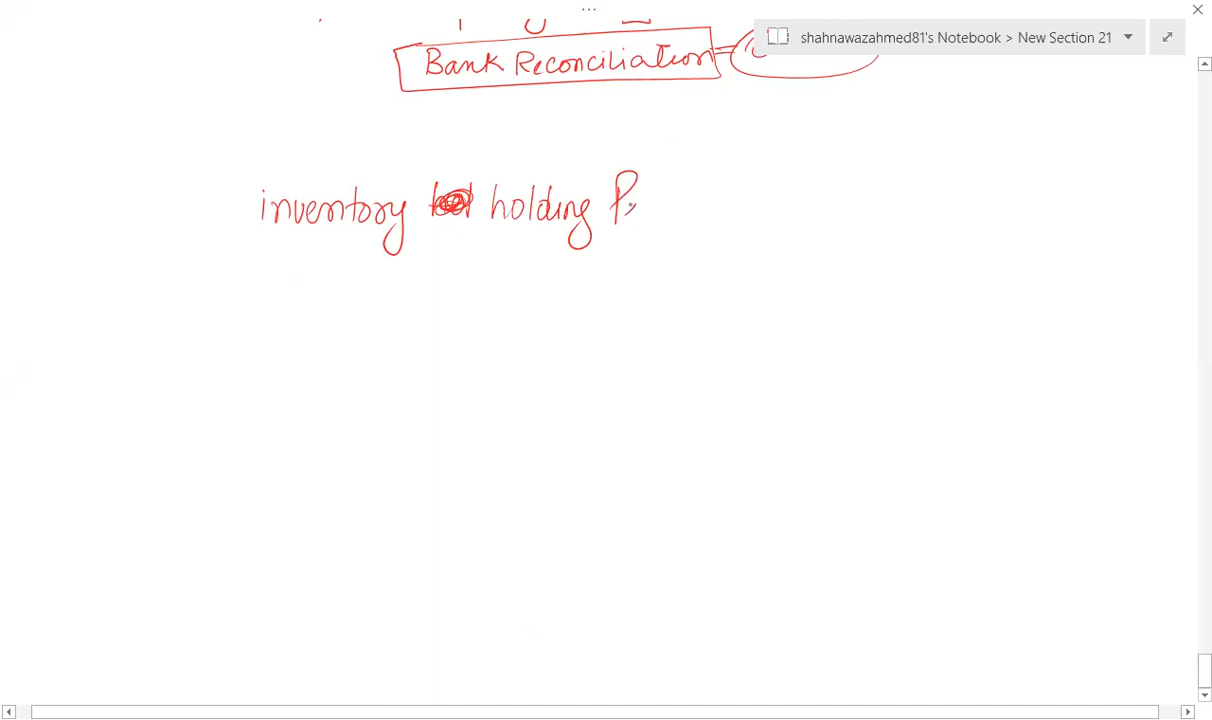 shahnawazahmed81's Notebook > New Section 21
Bank Reconciliation =
inventory holding P